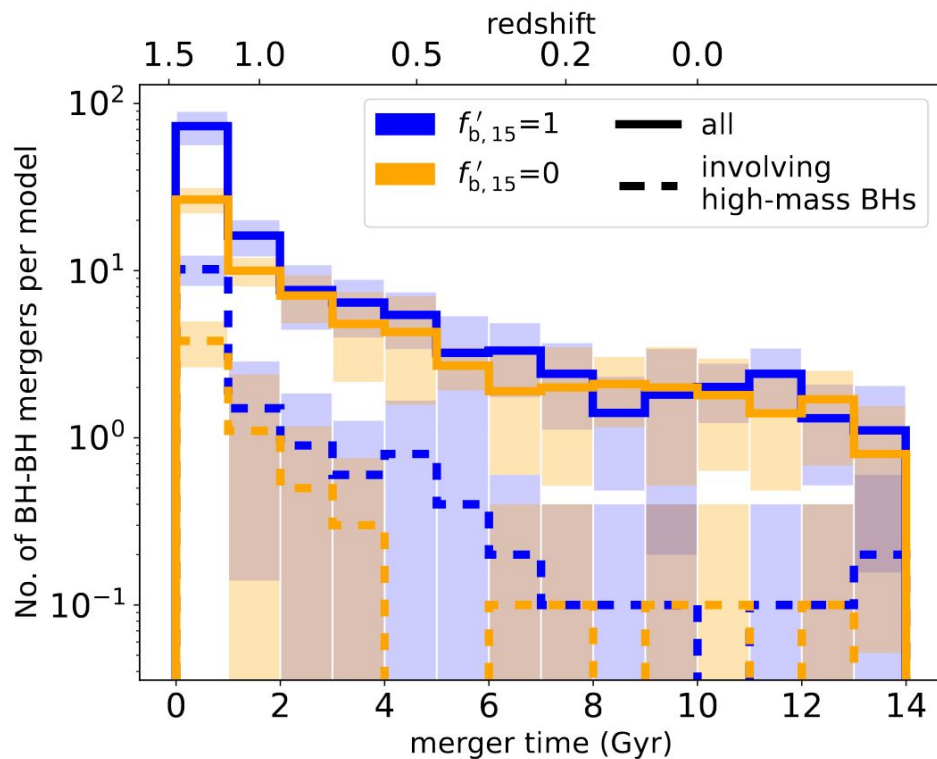 redshift
1.5 1.0 0.5 0.2 0.0
No. of BH-BH mergers per model
10² 
10¹
10⁰
10⁻¹
f′b, 15=1
f′b, 15=0
all
involving
high-mass BHs
0 2 4 6 8 10 12 14
merger time (Gyr)